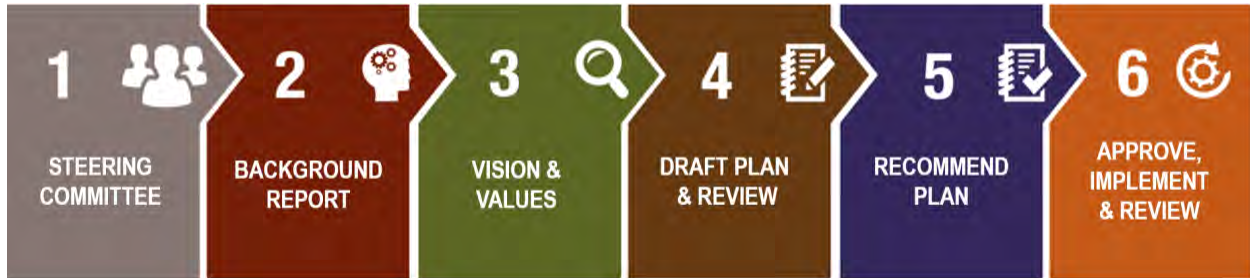 1
STEERING
COMMITTEE
2
BACKGROUND
REPORT
3
VISION &
VALUES
4
DRAFT PLAN
& REVIEW
5
RECOMMEND
PLAN
6
APPROVE,
IMPLEMENT
& REVIEW